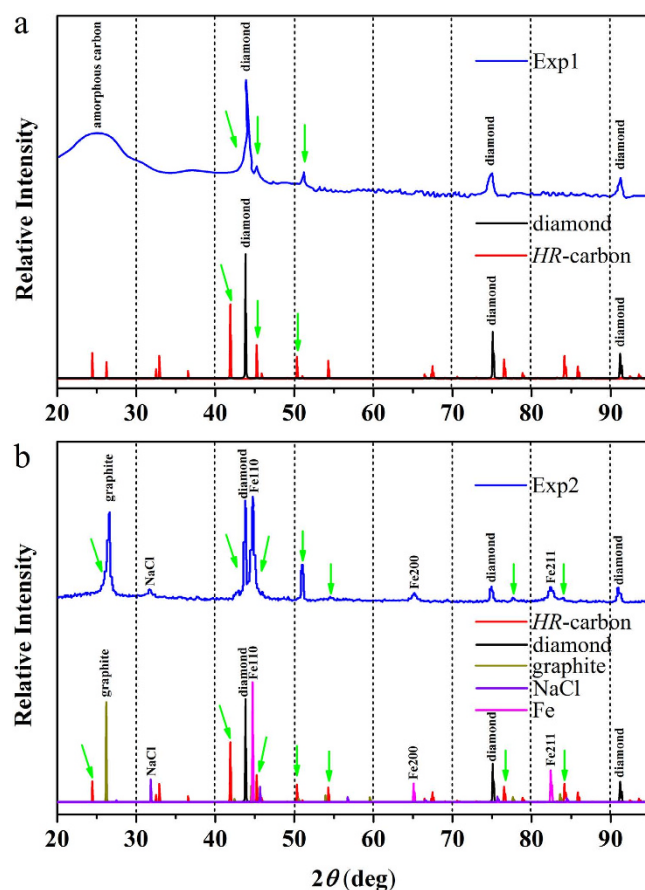 a
amorphous carbon
diamond
Exp1
diamond
diamond
diamond
HR-carbon
diamond
diamond
diamond
Relative Intensity
20 30 40 50 60 70 80 90
b
graphite
NaCl
diamond
Fe110
Exp2
Fe200
diamond
Fe211
diamond
HR-carbon
diamond
graphite
NaCl
Fe
graphite
NaCl
diamond
Fe110
Fe200
diamond
Fe211
diamond
Relative Intensity
20 30 40 50 60 70 80 90
2θ (deg)